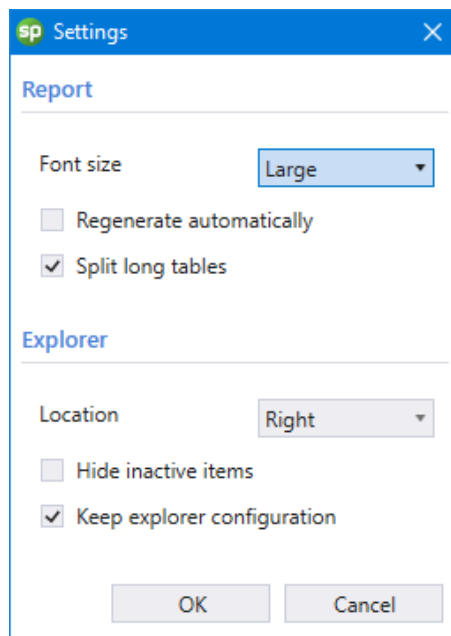 sp Settings
Report
Font size Large
Regenerate automatically
Split long tables
Explorer
Location Right
Hide inactive items
Keep explorer configuration
OK Cancel